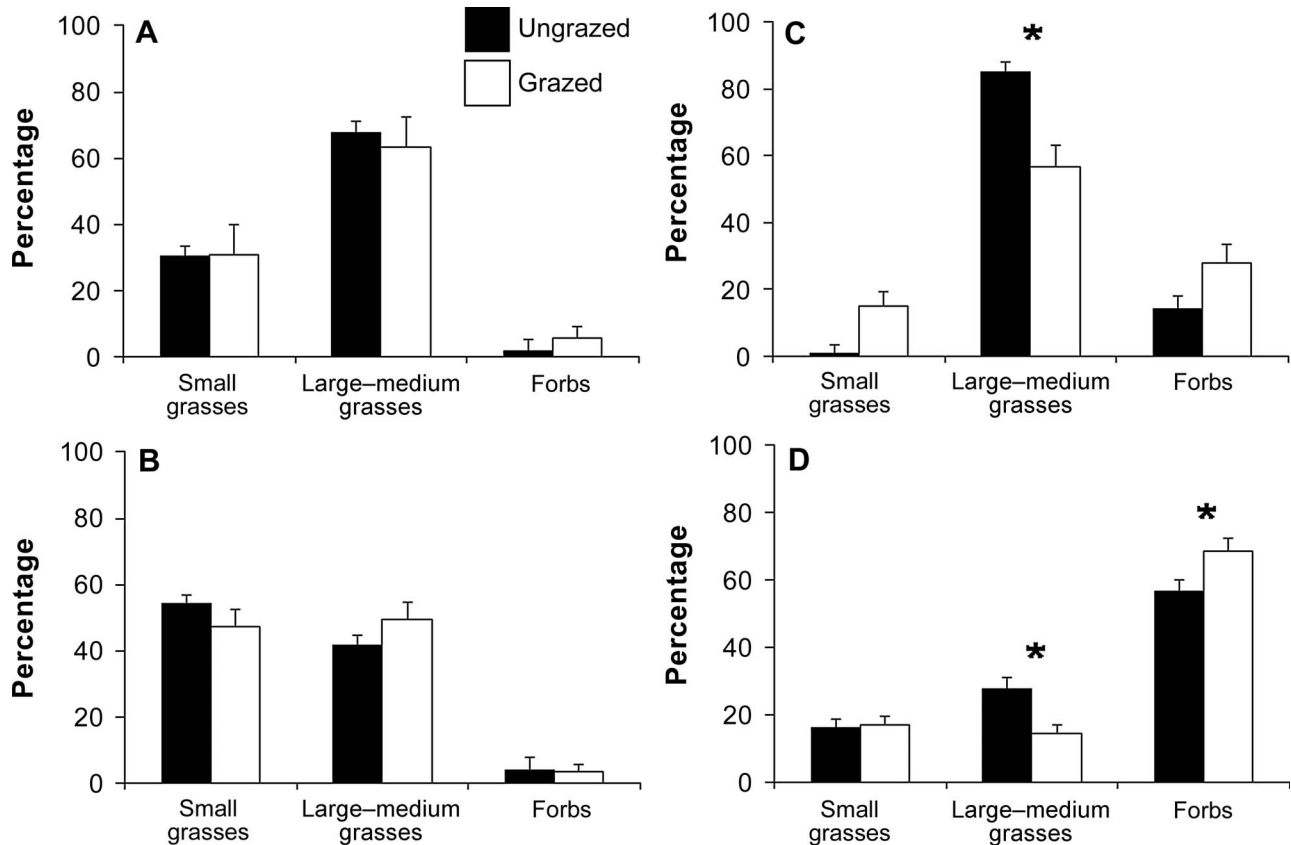 A
Ungrazed
Grazed
Percentage
100
80
60
40
20
0
Small
grasses
Large–medium
grasses
Forbs
C
*
Percentage
100
80
60
40
20
0
Small
grasses
Large–medium
grasses
Forbs
B
Percentage
100
80
60
40
20
0
Small
grasses
Large–medium
grasses
Forbs
D
*
*
Percentage
100
80
60
40
20
0
Small
grasses
Large–medium
grasses
Forbs